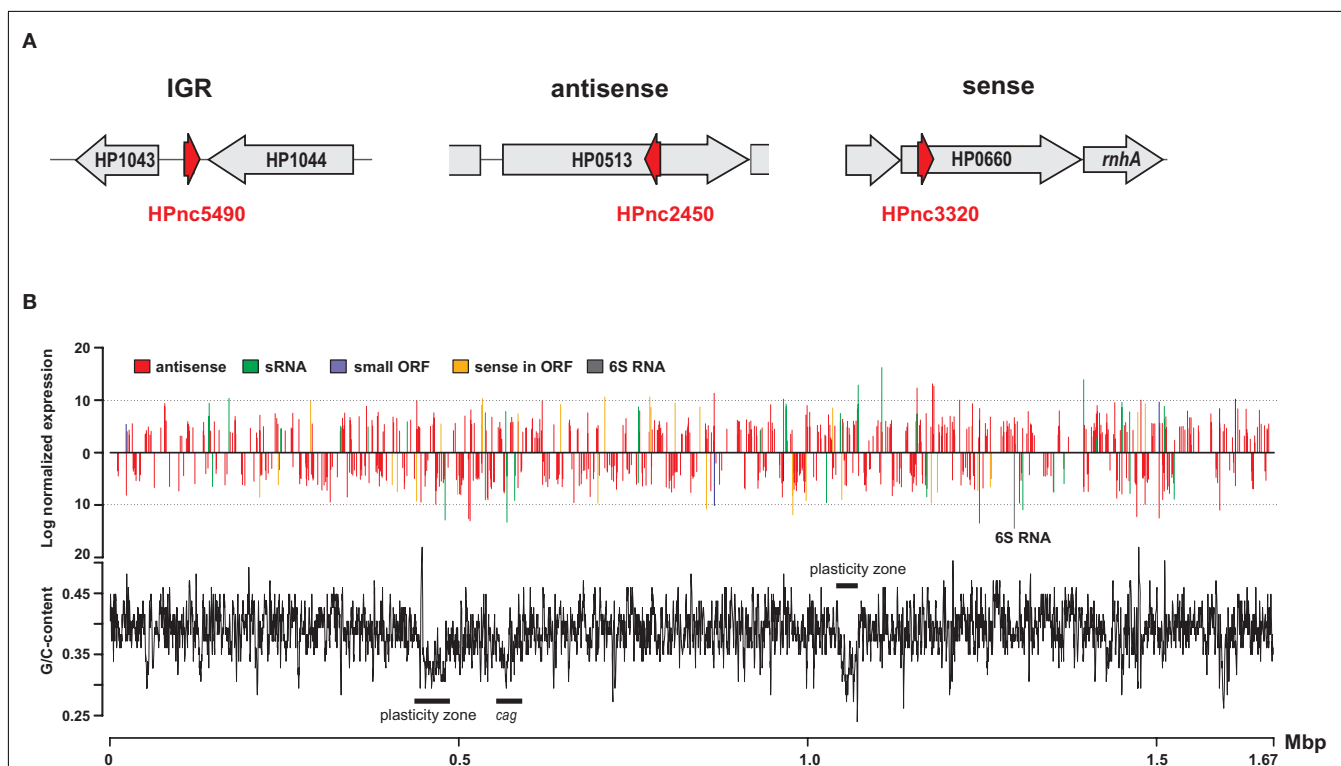 A
IGR antisense sense
HP1043 HP1044 HP0513 HP0660 rnhA
HPnc5490 HPnc2450 HPnc3320
B
Log normalized expression
20
10
0
10
20
antisense sRNA small ORF sense in ORF 6S RNA
6S RNA
G/C-content
0.45
0.35
0.25
plasticity zone
plasticity zone cag
0 0.5 1.0 1.5 1.67
Mbp